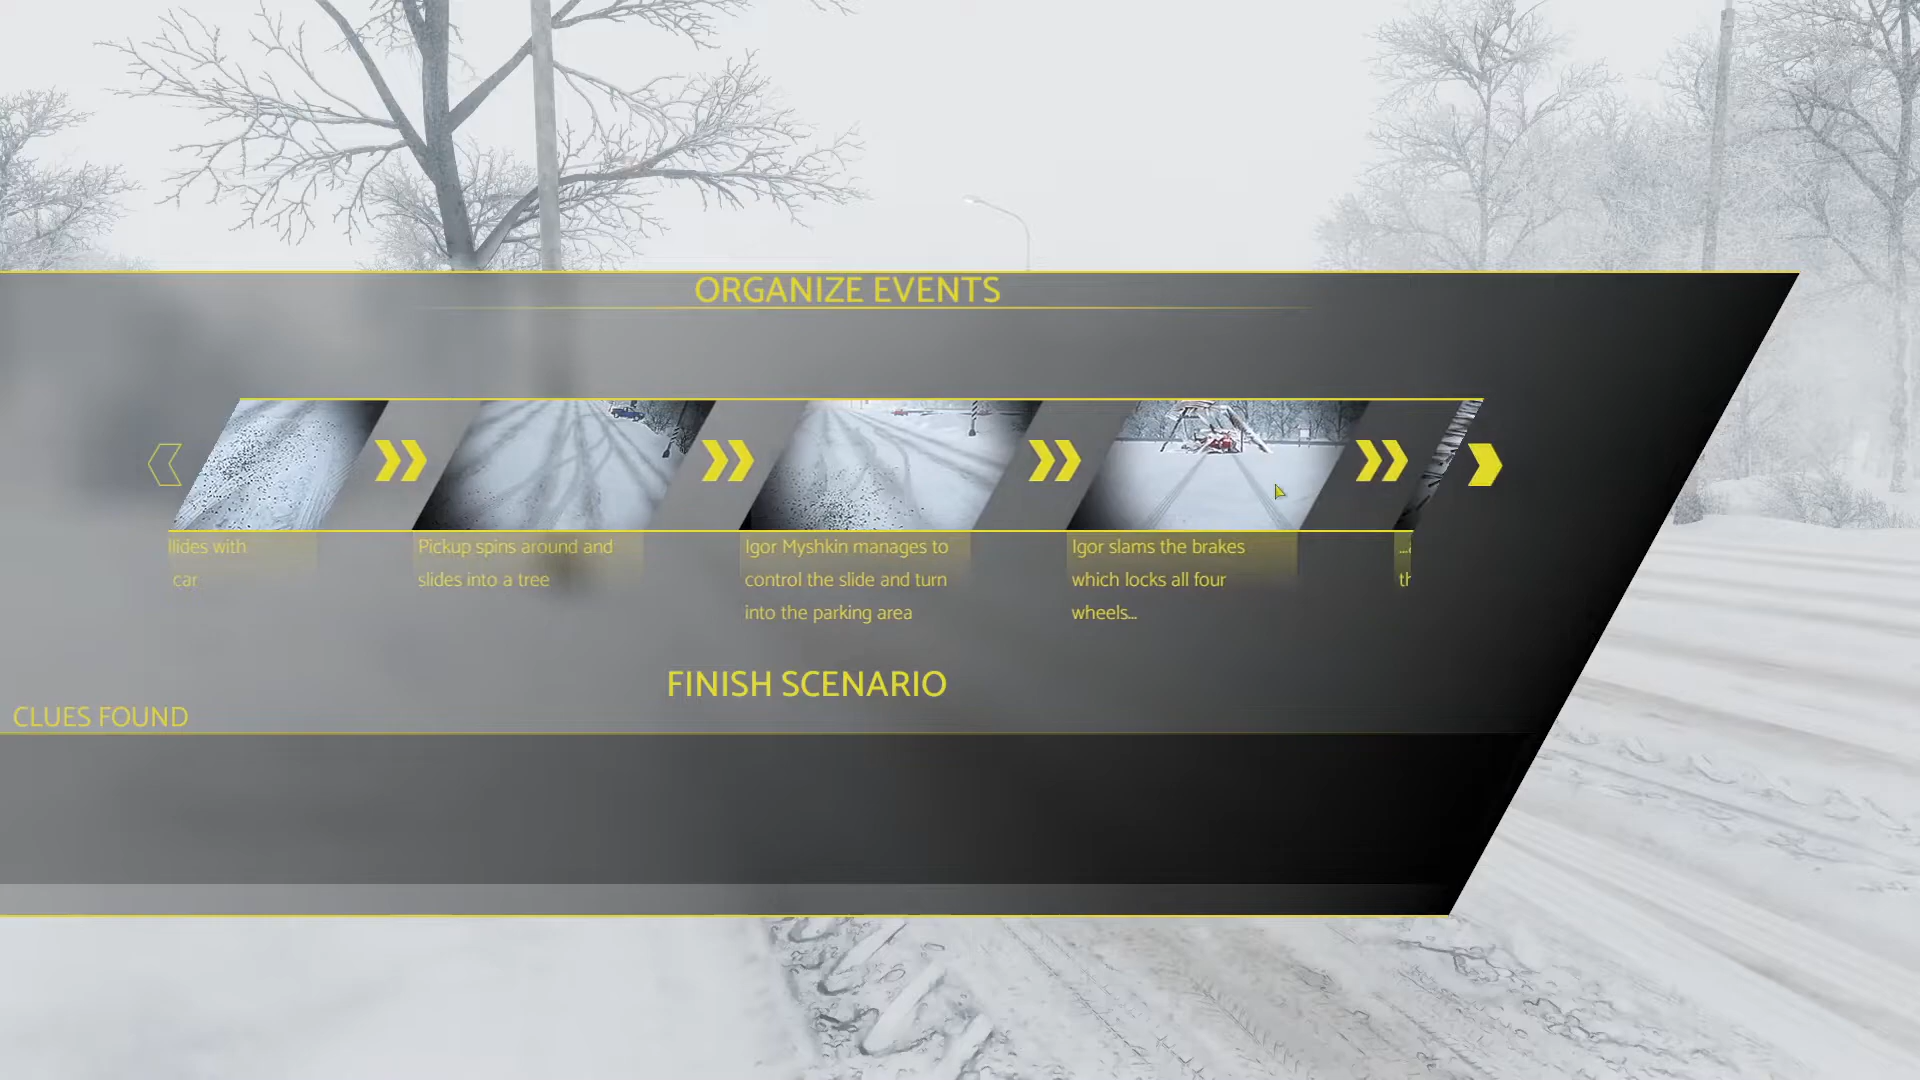 ORGANIZE EVENTS
llides with
car
Pickup spins around and
slides into a tree
Igor Myshkin manages to
control the slide and turn
into the parking area
Igor slams the brakes
which locks all four
wheels...
FINISH SCENARIO
CLUES FOUND